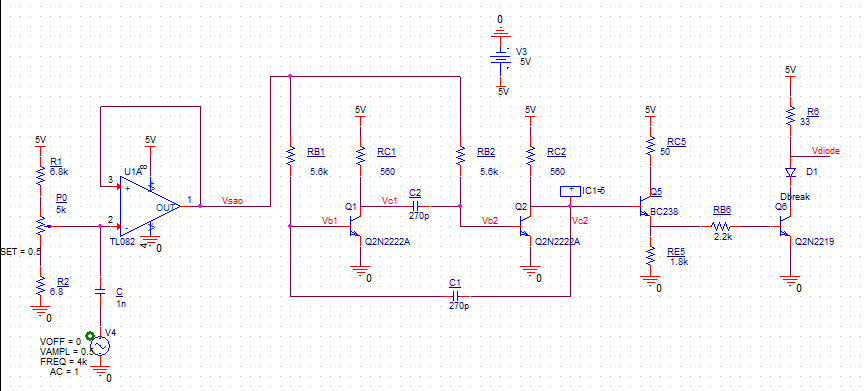 0
V3
5V
5V
5V
R1
6.8k
P0
5k
SET = 0.5
R2
6.8
0
5V
U1A
8
3
+
OUT
1
2
-
TL082
4
0
Vsao
C
1n
V4
VOFF = 0
VAMPL = 0.5
FREQ = 4k
AC = 1
0
RB1
5.6k
5V
RC1
560
Q1
Vc1
C2
270p
Vb1
Q2N2222A
0
RB2
5.6k
5V
RC2
560
Q2
Vb2
Q2N2222A
0
C1
270p
IC1=5
Vc2
5V
RC5
50
Q5
BC238
RE5
1.8k
0
RB6
2.2k
5V
R6
33
Vdiode
D1
Dbreak
Q6
Q2N2219
0